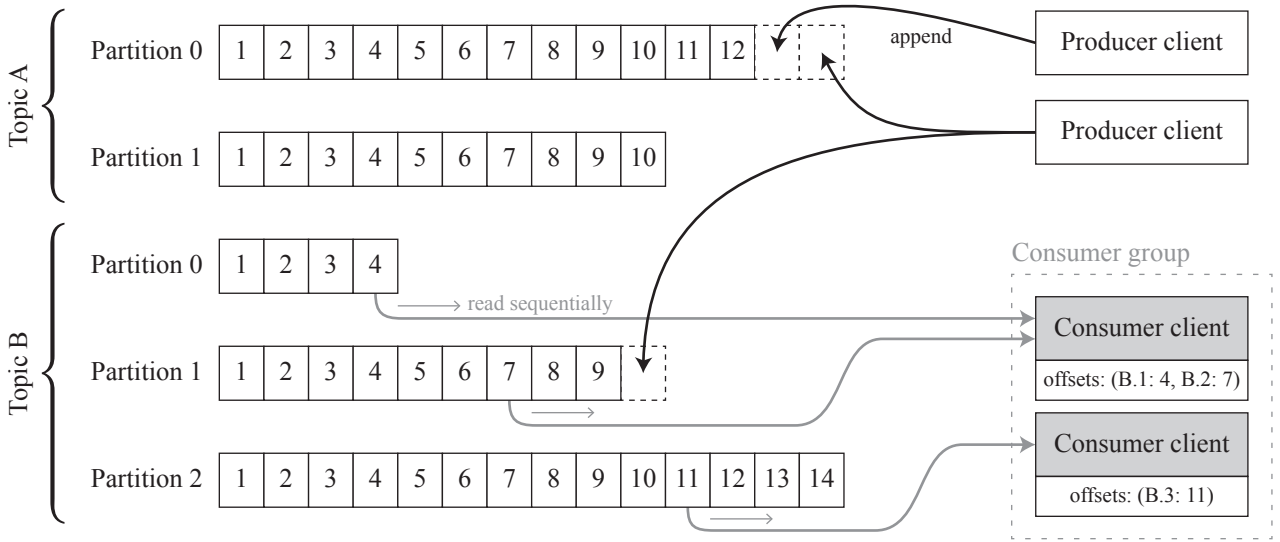 Topic A
Partition 0 1 2 3 4 5 6 7 8 9 10 11 12
append
Producer client
Producer client
Partition 1 1 2 3 4 5 6 7 8 9 10
Topic B
Partition 0 1 2 3 4
read sequentially
Consumer group
Consumer client
offsets: (B.1: 4, B.2: 7)
Partition 1 1 2 3 4 5 6 7 8 9
Consumer client
offsets: (B.3: 11)
Partition 2 1 2 3 4 5 6 7 8 9 10 11 12 13 14